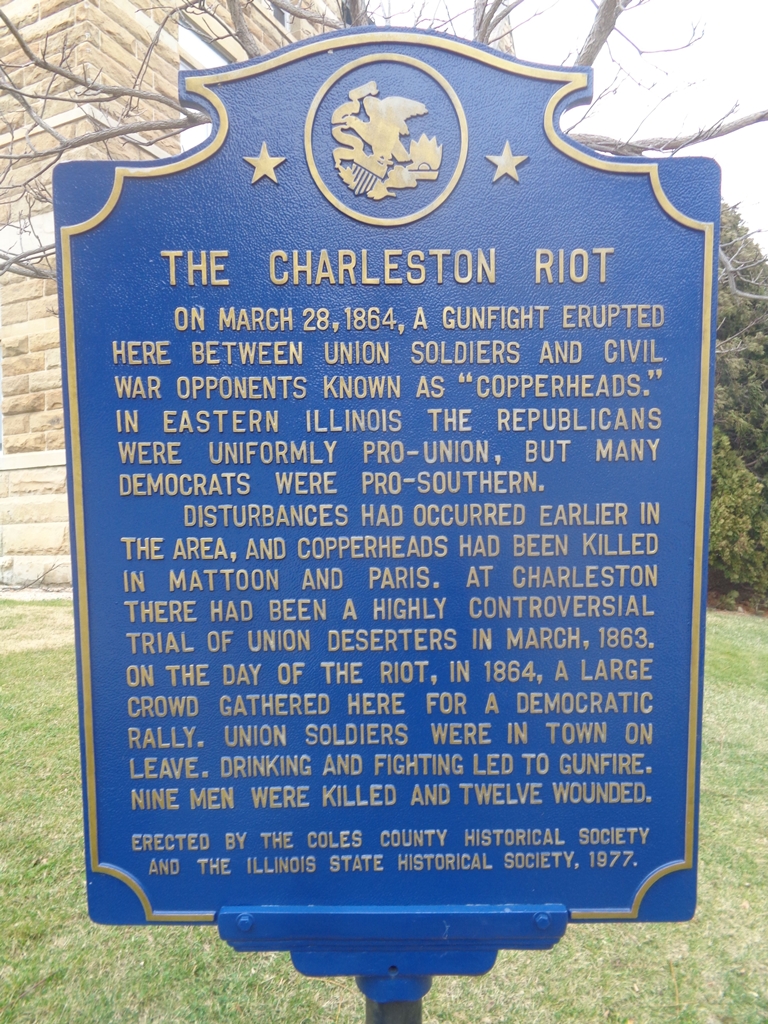 THE CHARLESTON RIOT
ON MARCH 28, 1864, A GUNFIGHT ERUPTED
HERE BETWEEN UNION SOLDIERS AND CIVIL
WAR OPPONENTS KNOWN AS "COPPERHEADS."
IN EASTERN ILLINOIS THE REPUBLICANS
WERE UNIFORMLY PRO-UNION, BUT MANY
DEMOCRATS WERE PRO-SOUTHERN.
DISTURBANCES HAD OCCURRED EARLIER IN
THE AREA, AND COPPERHEADS HAD BEEN KILLED
IN MATTOON AND PARIS. AT CHARLESTON
THERE HAD BEEN A HIGHLY CONTROVERSIAL
TRIAL OF UNION DESERTERS IN MARCH, 1863.
ON THE DAY OF THE RIOT, IN 1864, A LARGE
CROWD GATHERED HERE FOR A DEMOCRATIC
RALLY. UNION SOLDIERS WERE IN TOWN ON
LEAVE. DRINKING AND FIGHTING LED TO GUNFIRE.
NINE MEN WERE KILLED AND TWELVE WOUNDED.
ERECTED BY THE COLES COUNTY HISTORICAL SOCIETY
AND THE ILLINOIS STATE HISTORICAL SOCIETY, 1977.